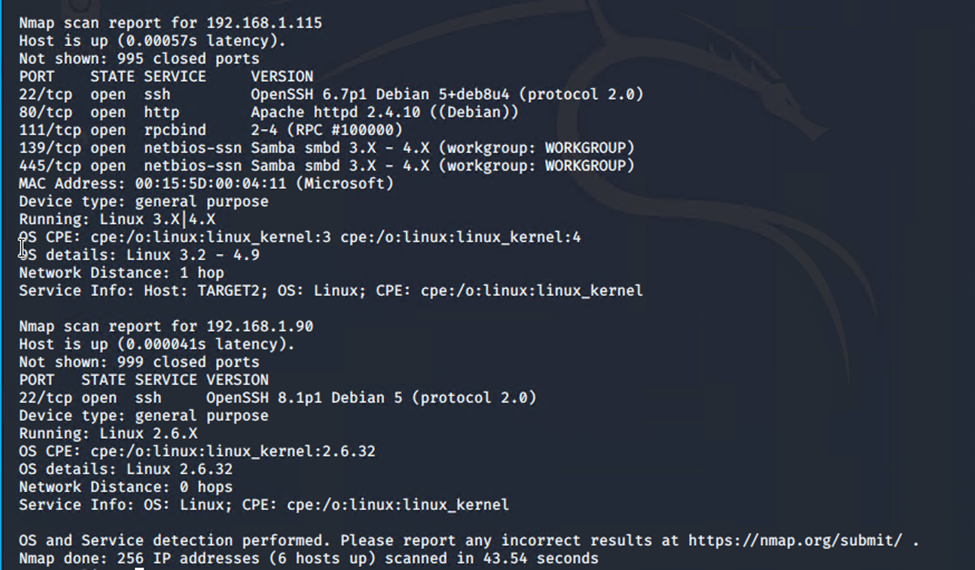 Nmap scan report for 192.168.1.115
Host is up (0.00057s latency).
Not shown: 995 closed ports
PORT    STATE SERVICE     VERSION
22/tcp  open  ssh         OpenSSH 6.7p1 Debian 5+deb8u4 (protocol 2.0)
80/tcp  open  http        Apache httpd 2.4.10 ((Debian))
111/tcp open  rpcbind     2-4 (RPC #100000)
139/tcp open  netbios-ssn Samba smbd 3.X - 4.X (workgroup: WORKGROUP)
445/tcp open  netbios-ssn Samba smbd 3.X - 4.X (workgroup: WORKGROUP)
MAC Address: 00:15:5D:00:04:11 (Microsoft)
Device type: general purpose
Running: Linux 3.X|4.X
OS CPE: cpe:/o:linux:linux_kernel:3 cpe:/o:linux:linux_kernel:4
OS details: Linux 3.2 - 4.9
Network Distance: 1 hop
Service Info: Host: TARGET2; OS: Linux; CPE: cpe:/o:linux:linux_kernel
Nmap scan report for 192.168.1.90
Host is up (0.000041s latency).
Not shown: 999 closed ports
PORT   STATE SERVICE VERSION
22/tcp open  ssh     OpenSSH 8.1p1 Debian 5 (protocol 2.0)
Device type: general purpose
Running: Linux 2.6.X
OS CPE: cpe:/o:linux:linux_kernel:2.6.32
OS details: Linux 2.6.32
Network Distance: 0 hops
Service Info: OS: Linux; CPE: cpe:/o:linux:linux_kernel
OS and Service detection performed. Please report any incorrect results at https://nmap.org/submit/ .
Nmap done: 256 IP addresses (6 hosts up) scanned in 43.54 seconds